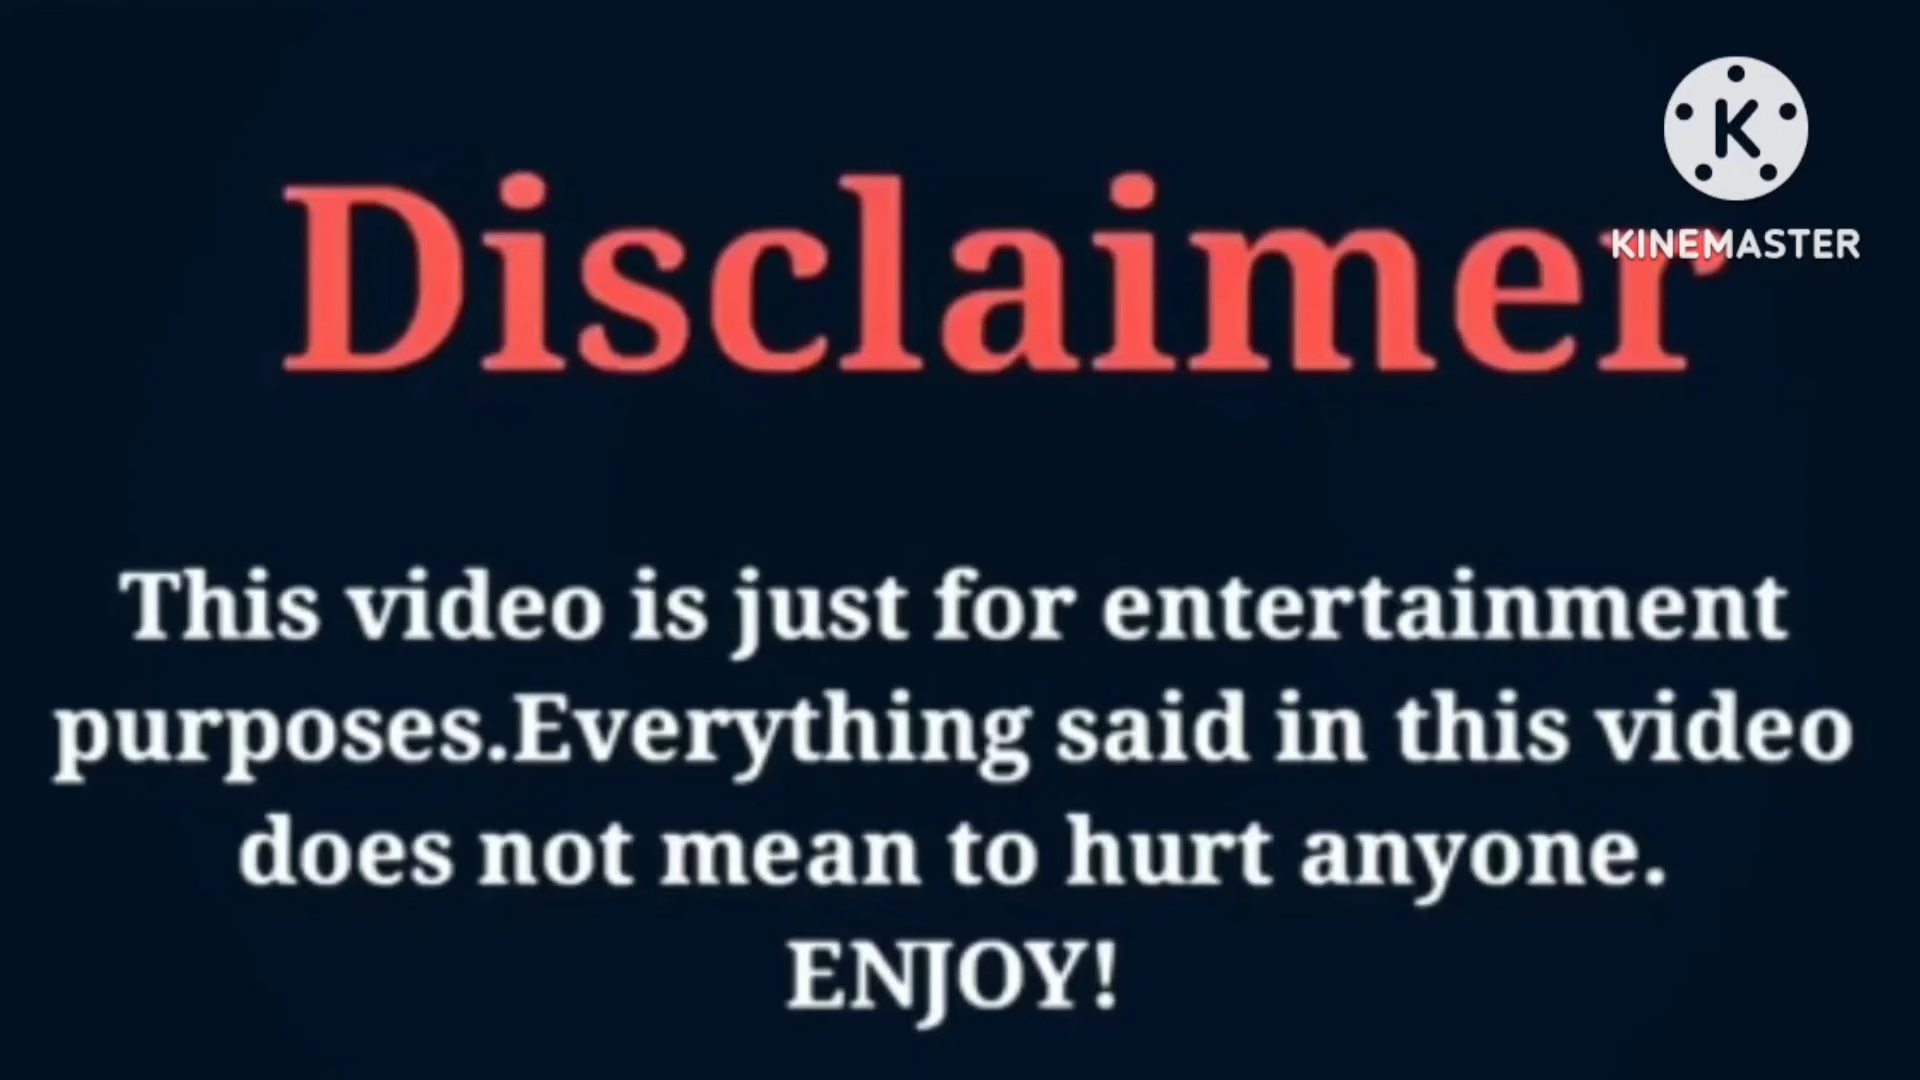 K
KINEMASTER
Disclaimer
This video is just for entertainment
purposes.Everything said in this video
does not mean to hurt anyone.
ENJOY!